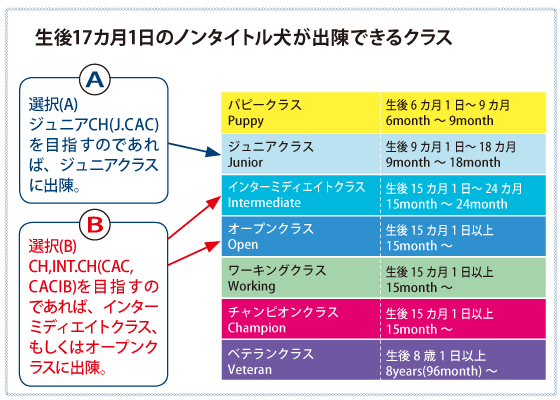 生後17カ月1日のノンタイトル犬が出陳できるクラス
A
選択(A)
ジュニアCH(J.CAC)
を目指すのであれ
ば、ジュニアクラス
に出陳。
B
選択(B)
CH,INT.CH(CAC,
CACIB)を目指すの
であれば、インター
ミディエイトクラス、
もしくはオープンク
ラスに出陳。
パピークラス 生後 6 カ月 1 日〜 9 カ月
Puppy 6month 〜 9month
ジュニアクラス 生後 9 カ月 1 日〜 18 カ月
Junior 9month 〜 18month
インターミディエイトクラス 生後 15 カ月 1 日〜 24 カ月
Intermediate 15month 〜 24month
オープンクラス 生後 15 カ月 1 日以上
Open 15month 〜
ワーキングクラス 生後 15 カ月 1 日以上
Working 15month 〜
チャンピオンクラス 生後 15 カ月 1 日以上
Champion 15month 〜
ベテランクラス 生後 8 歳 1 日以上
Veteran 8years(96month) 〜